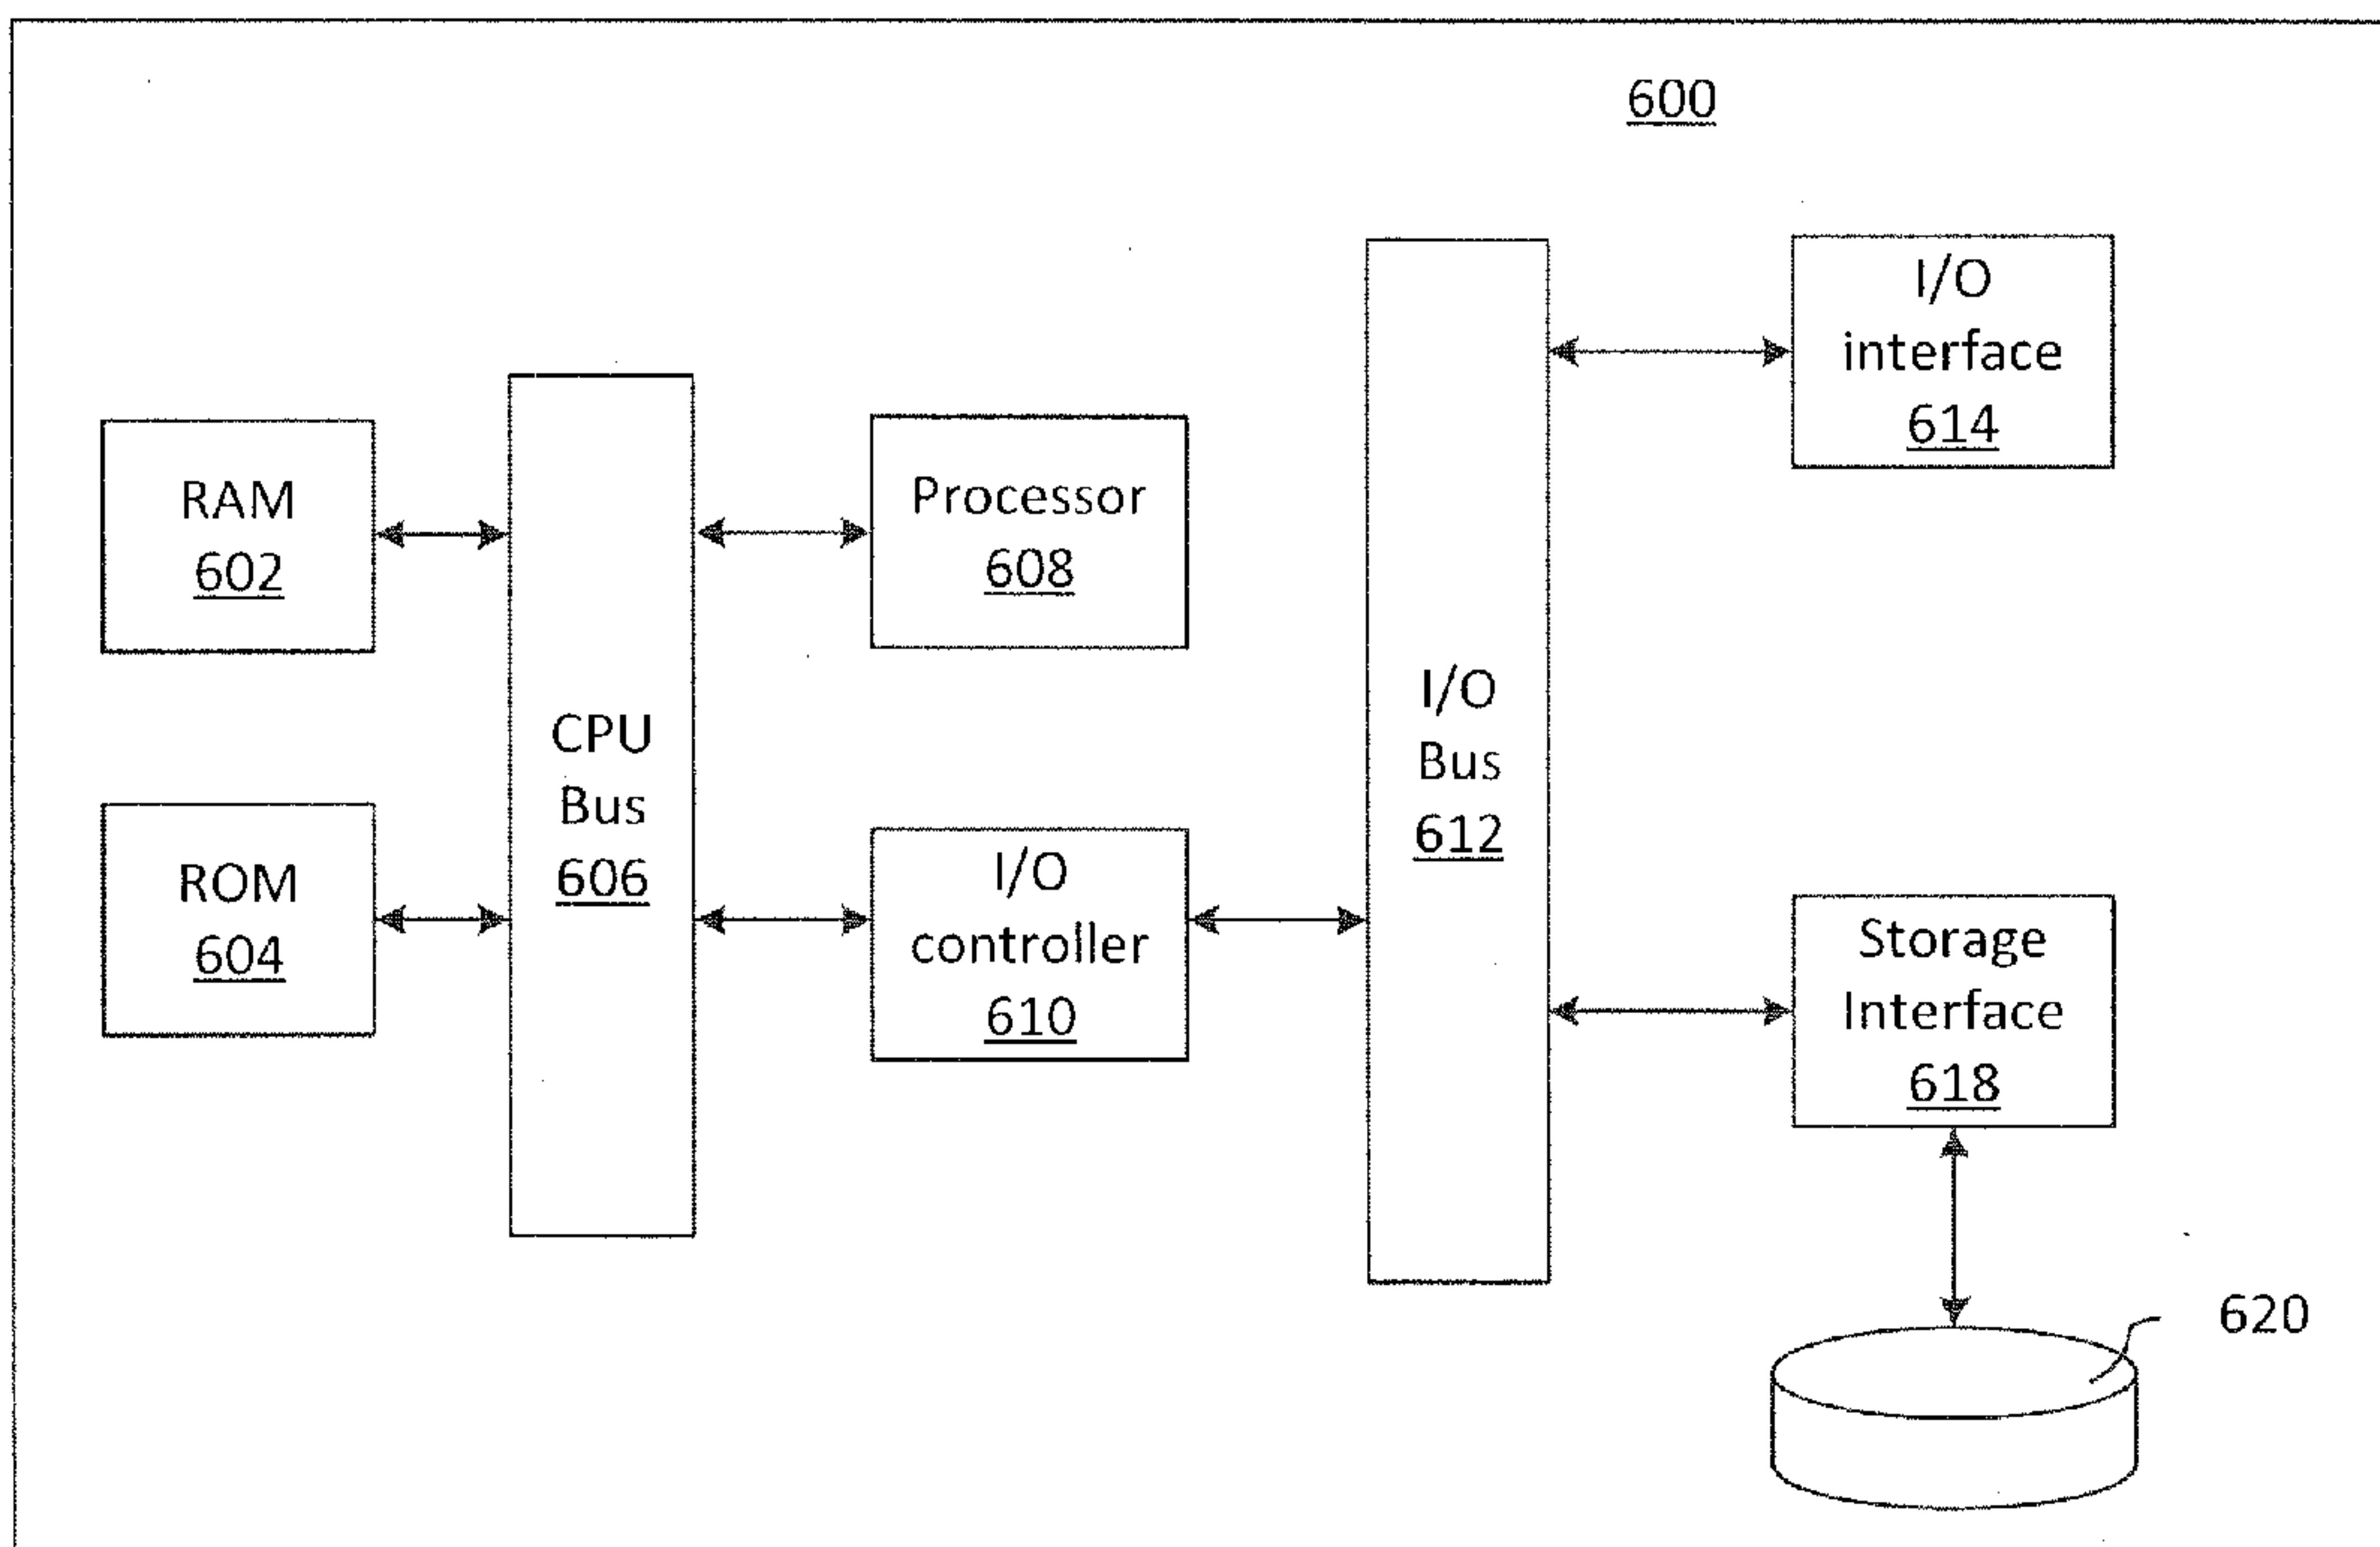 600
I/O
interface
614
RAM
602
Processor
608
CPU
Bus
606
I/O
Bus
612
ROM
604
I/O
controller
610
Storage
Interface
618
620